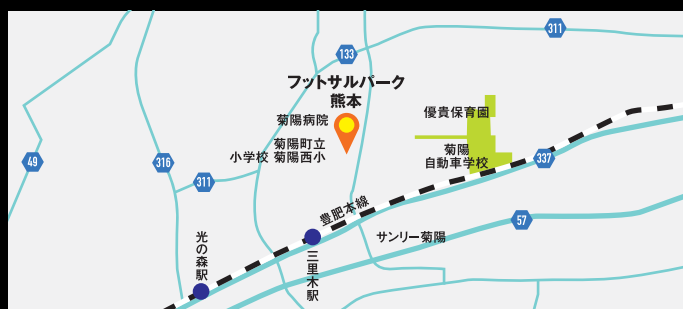 311
133
フットサルパーク
熊本
菊陽病院
優貴保育園
菊陽町立
小学校 菊陽西小
菊陽
自動車学校
337
49
316
311
豊肥本線
57
サンリー菊陽
光の森駅
三里木駅